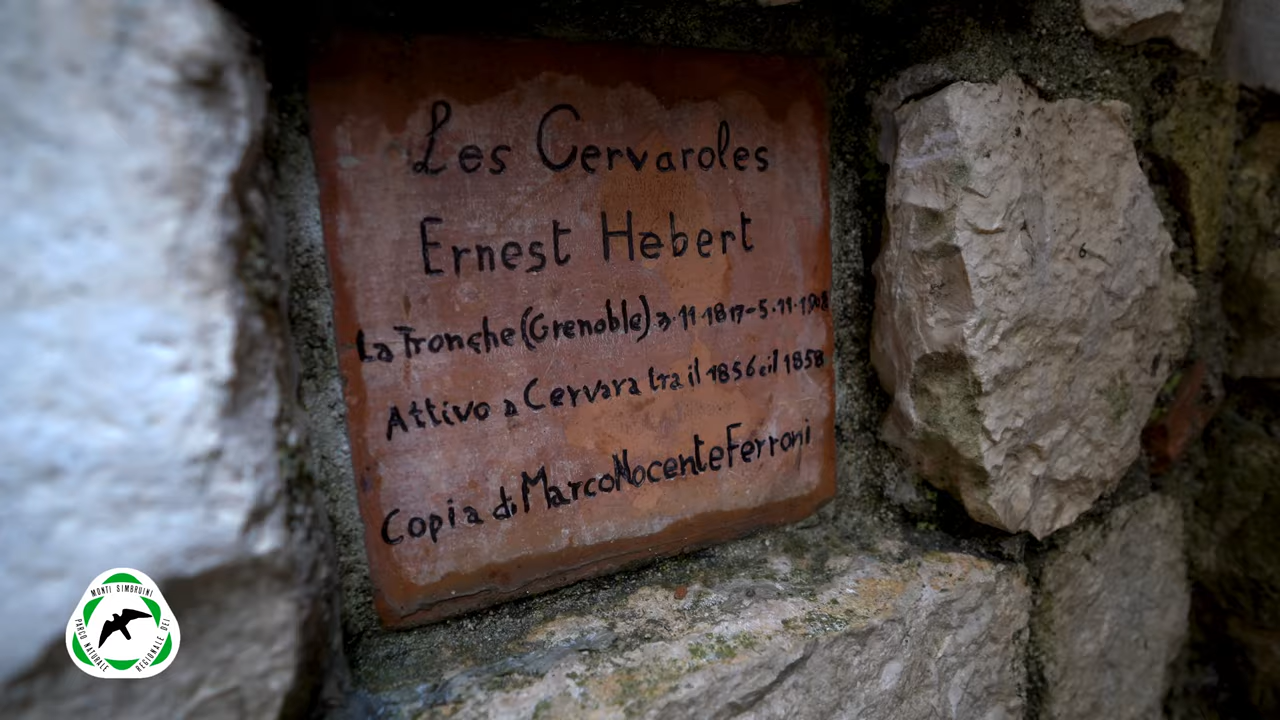 Les Cervaroles
Ernest Hebert
La Tronche (Grenoble) 3-11-1817-5-11-1908
Attivo a Cervara tra il 1856 e il 1858
Copia di Marco Nocente Ferroni
MONTI SIMBRUINI
PARCO NATURALE
REGIONALE DEI